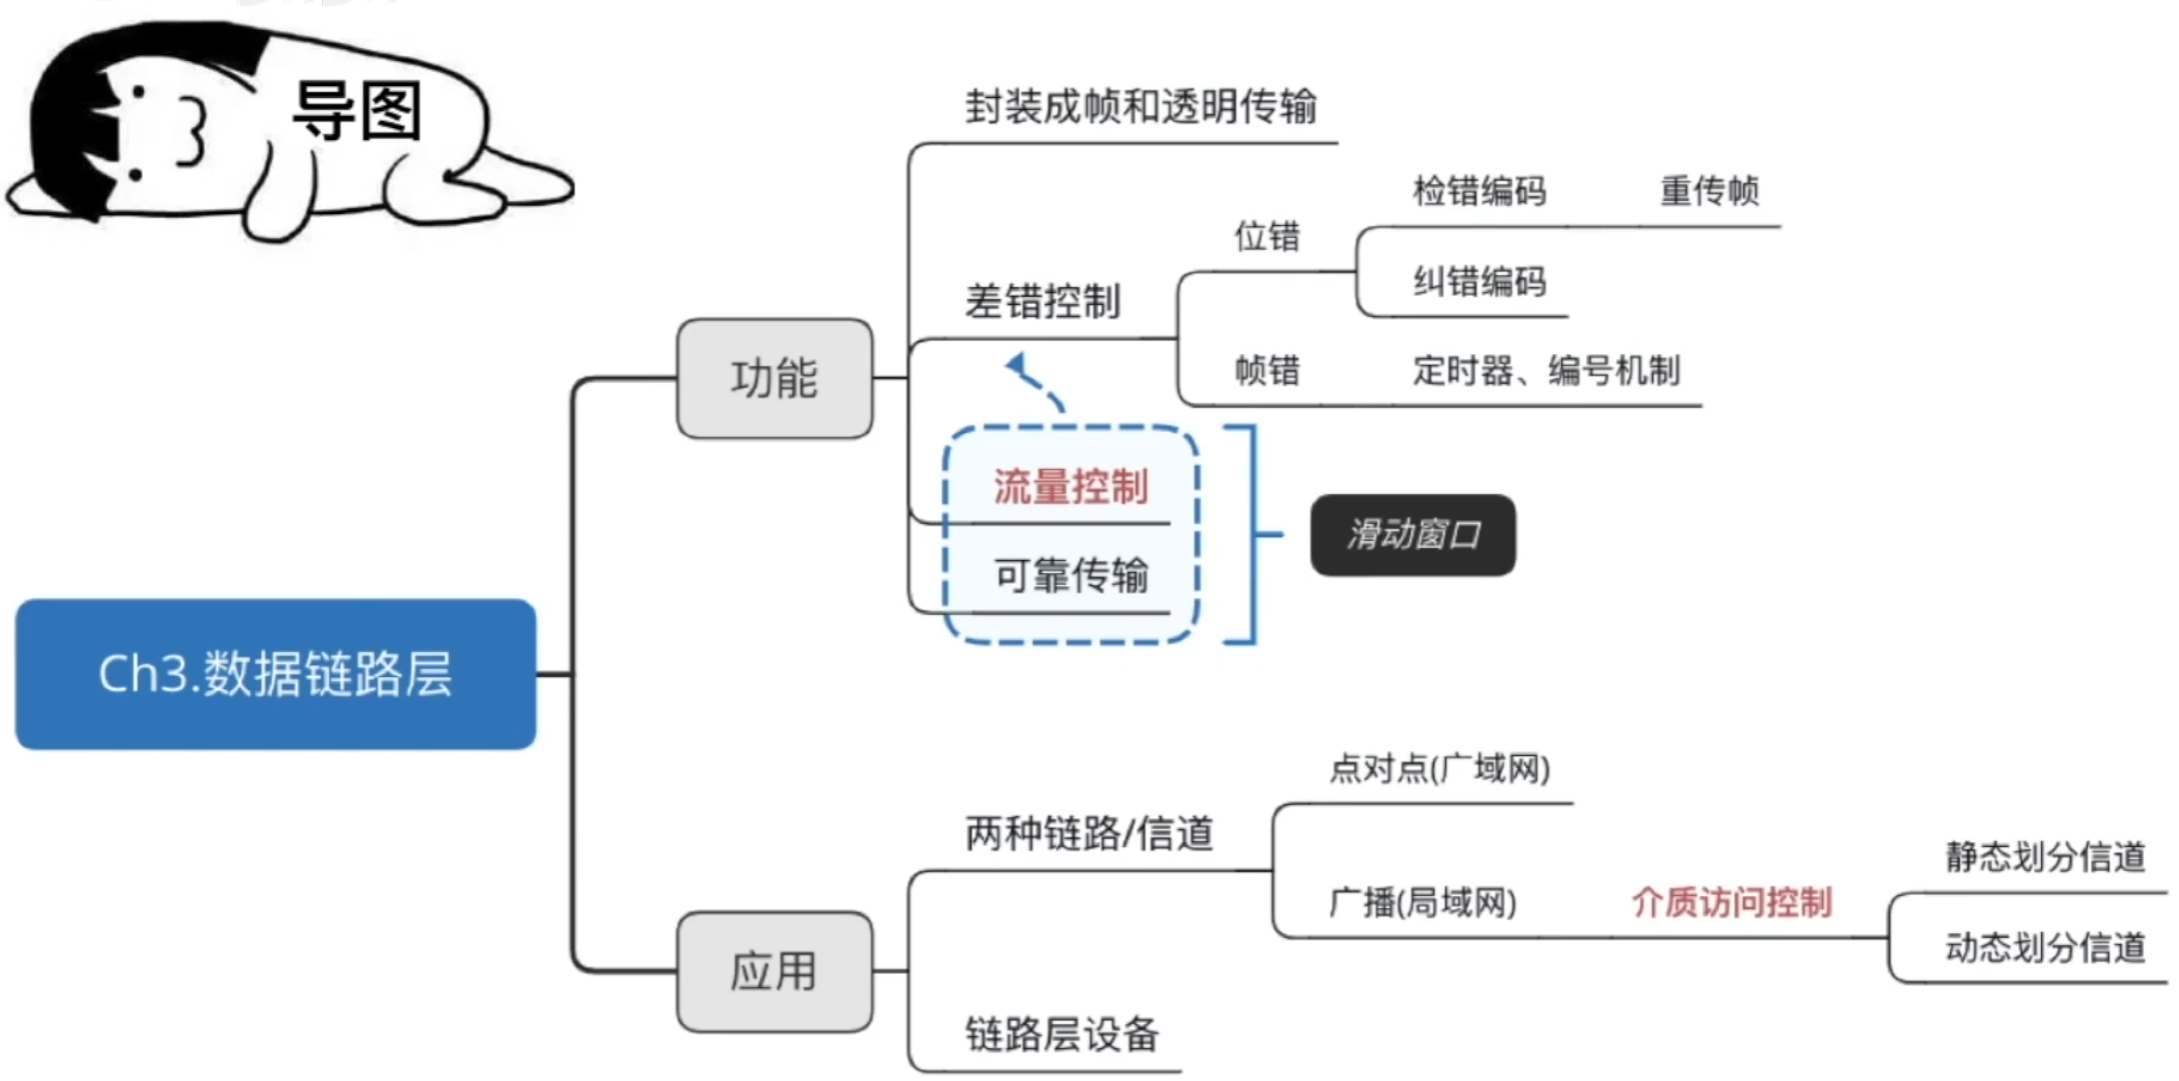 导图
封装成帧和透明传输
检错编码
重传帧
位错
纠错编码
差错控制
帧错
定时器、编号机制
功能
流量控制
滑动窗口
可靠传输
Ch3.数据链路层
点对点(广域网)
两种链路/信道
静态划分信道
广播(局域网)
介质访问控制
动态划分信道
应用
链路层设备